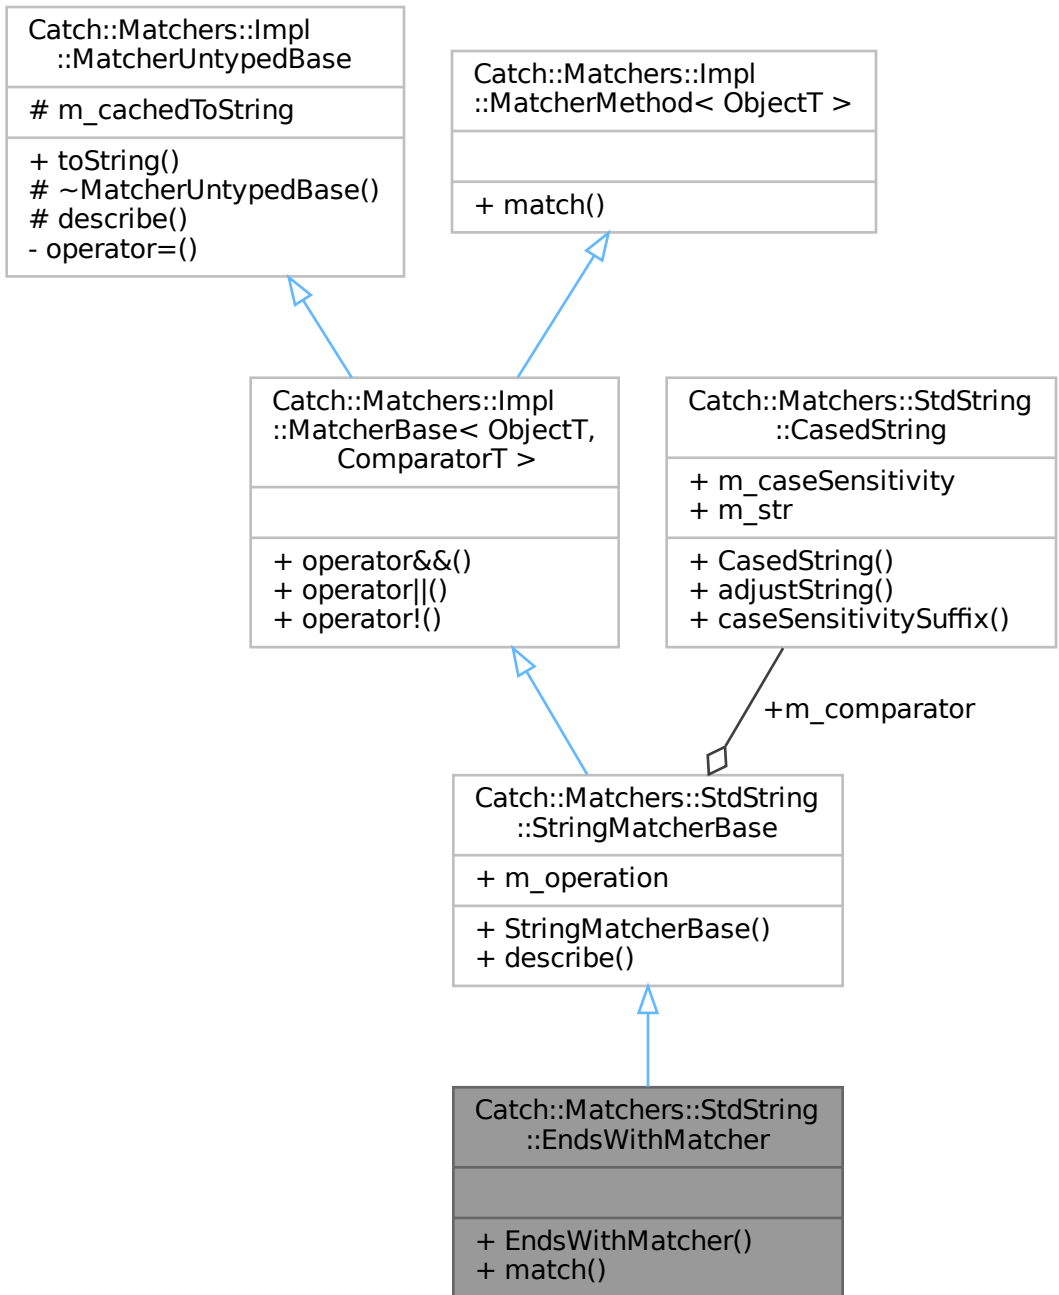 Catch::Matchers::Impl
::MatcherUntypedBase
# m_cachedToString
+ toString()
# ~MatcherUntypedBase()
# describe()
- operator=()
Catch::Matchers::Impl
::MatcherMethod< ObjectT >
+ match()
Catch::Matchers::Impl
::MatcherBase< ObjectT,
ComparatorT >
+ operator&&()
+ operator||()
+ operator!()
Catch::Matchers::StdString
::CasedString
+ m_caseSensitivity
+ m_str
+ CasedString()
+ adjustString()
+ caseSensitivitySuffix()
+m_comparator
Catch::Matchers::StdString
::StringMatcherBase
+ m_operation
+ StringMatcherBase()
+ describe()
Catch::Matchers::StdString
::EndsWithMatcher
+ EndsWithMatcher()
+ match()